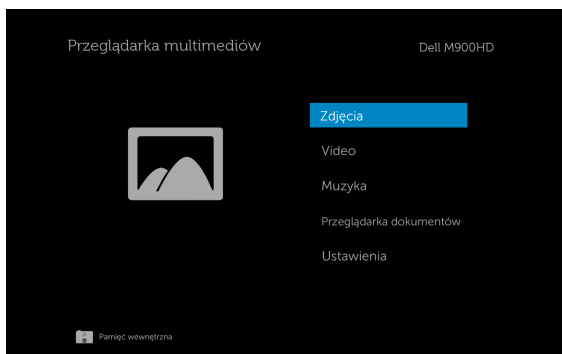 Przeglądarka multimediów
Dell M900HD
Zdjęcia
Video
Muzyka
Przeglądarka dokumentów
Ustawienia
Pamięć wewnętrzna